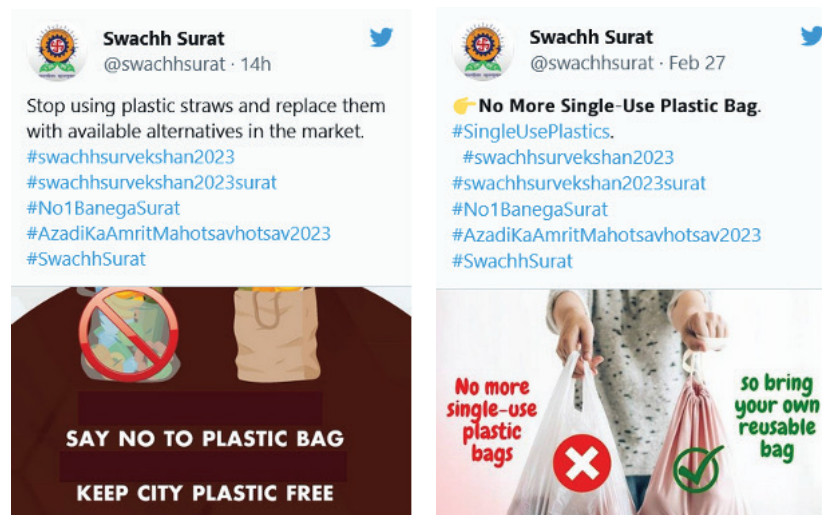 Swachh Surat
@swachhsurat · 14h
Stop using plastic straws and replace them
with available alternatives in the market.
#swachhsurvekshan2023
#swachhsurvekshan2023surat
#No1BanegaSurat
#AzadiKaAmritMahotsavhotsav2023
#SwachhSurat
SAY NO TO PLASTIC BAG
KEEP CITY PLASTIC FREE
Swachh Surat
@swachhsurat · Feb 27
👉No More Single-Use Plastic Bag.
#SingleUsePlastics.
#swachhsurvekshan2023
#swachhsurvekshan2023surat
#No1BanegaSurat
#AzadiKaAmritMahotsavhotsav2023
#SwachhSurat
No more
single-use
plastic
bags
so bring
your own
reusable
bag